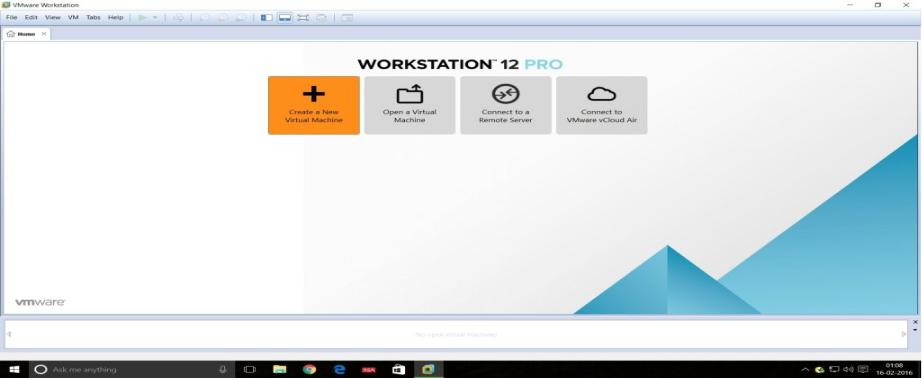 VMware Workstation
File Edit View VM Tabs Help
Home
WORKSTATION™ 12 PRO
Create a New
Virtual Machine
Open a Virtual
Machine
Connect to a
Remote Server
Connect to
VMware vCloud Air
vmware
No open virtual machines
Ask me anything
01:08
16-02-2016